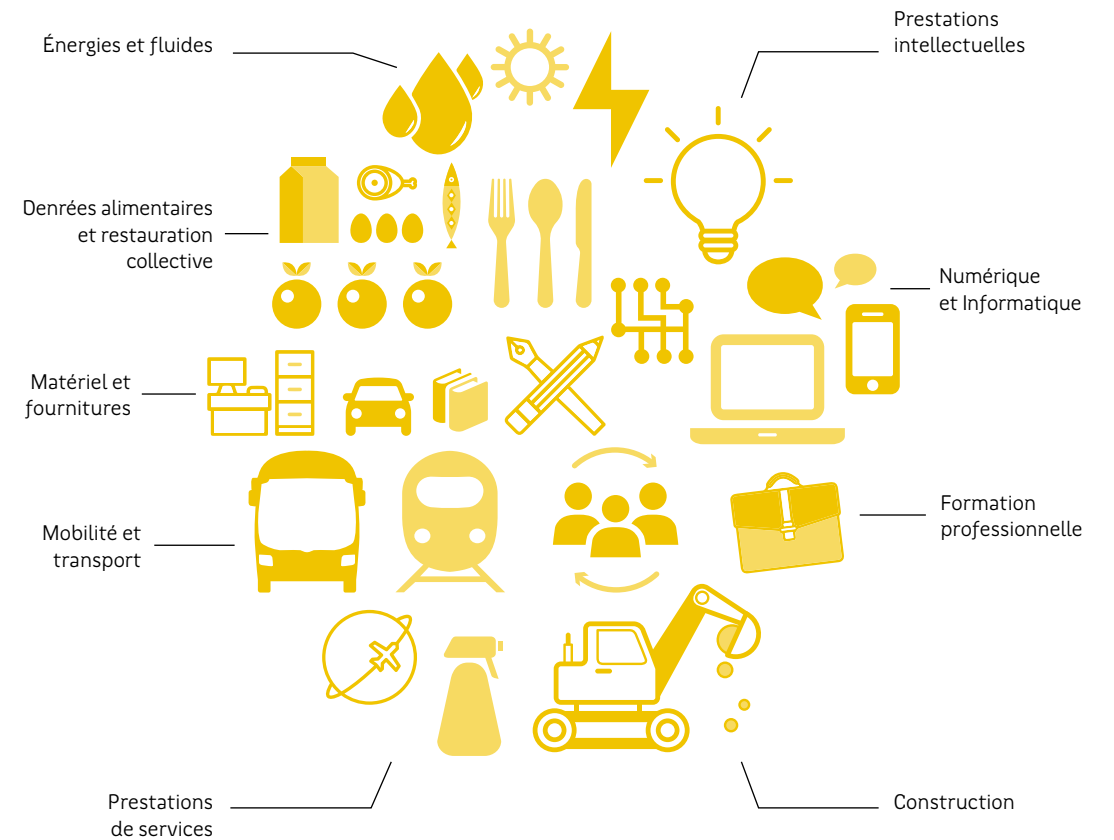 Énergies et fluides
Prestations
intellectuelles
Denrées alimentaires
et restauration
collective
Numérique
et Informatique
Matériel et
fournitures
Mobilité et
transport
Formation
professionnelle
Prestations
de services
Construction